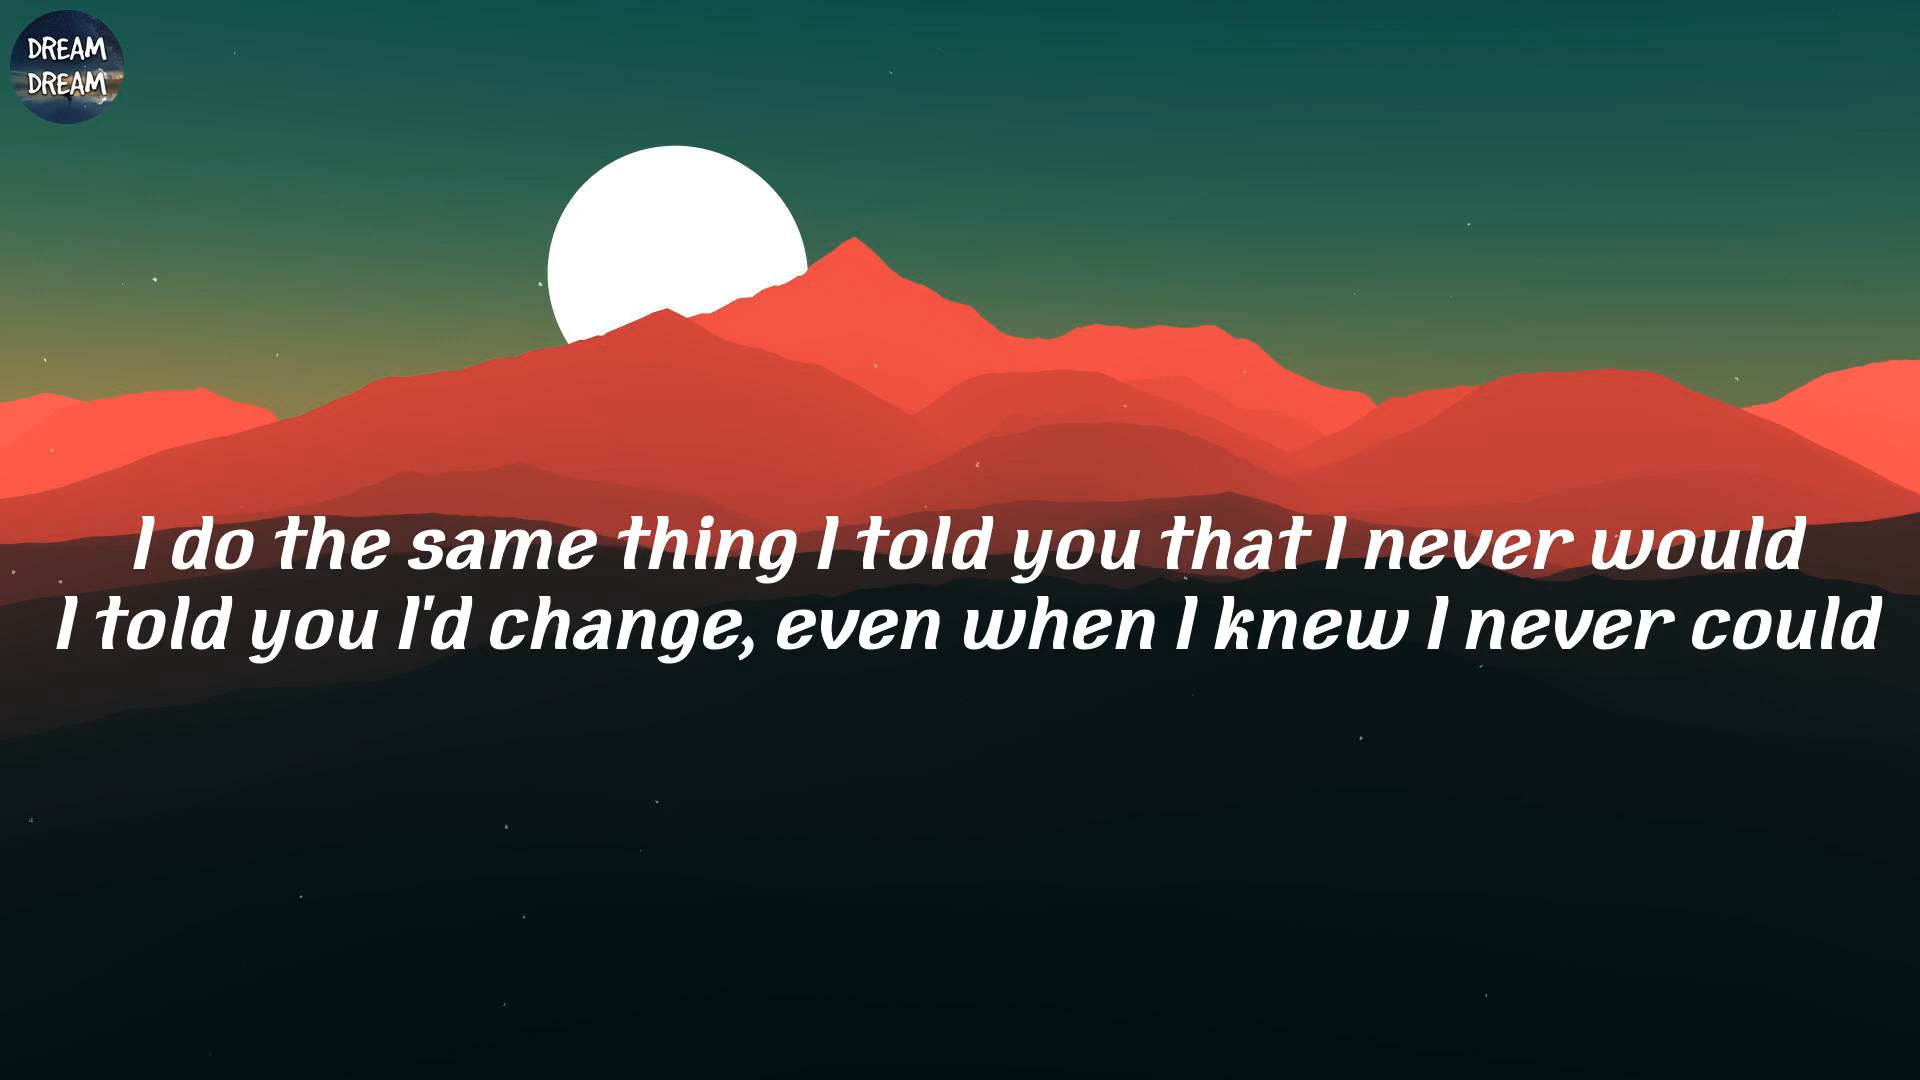 DREAM
DREAM
I do the same thing I told you that I never would
I told you I'd change, even when I knew I never could